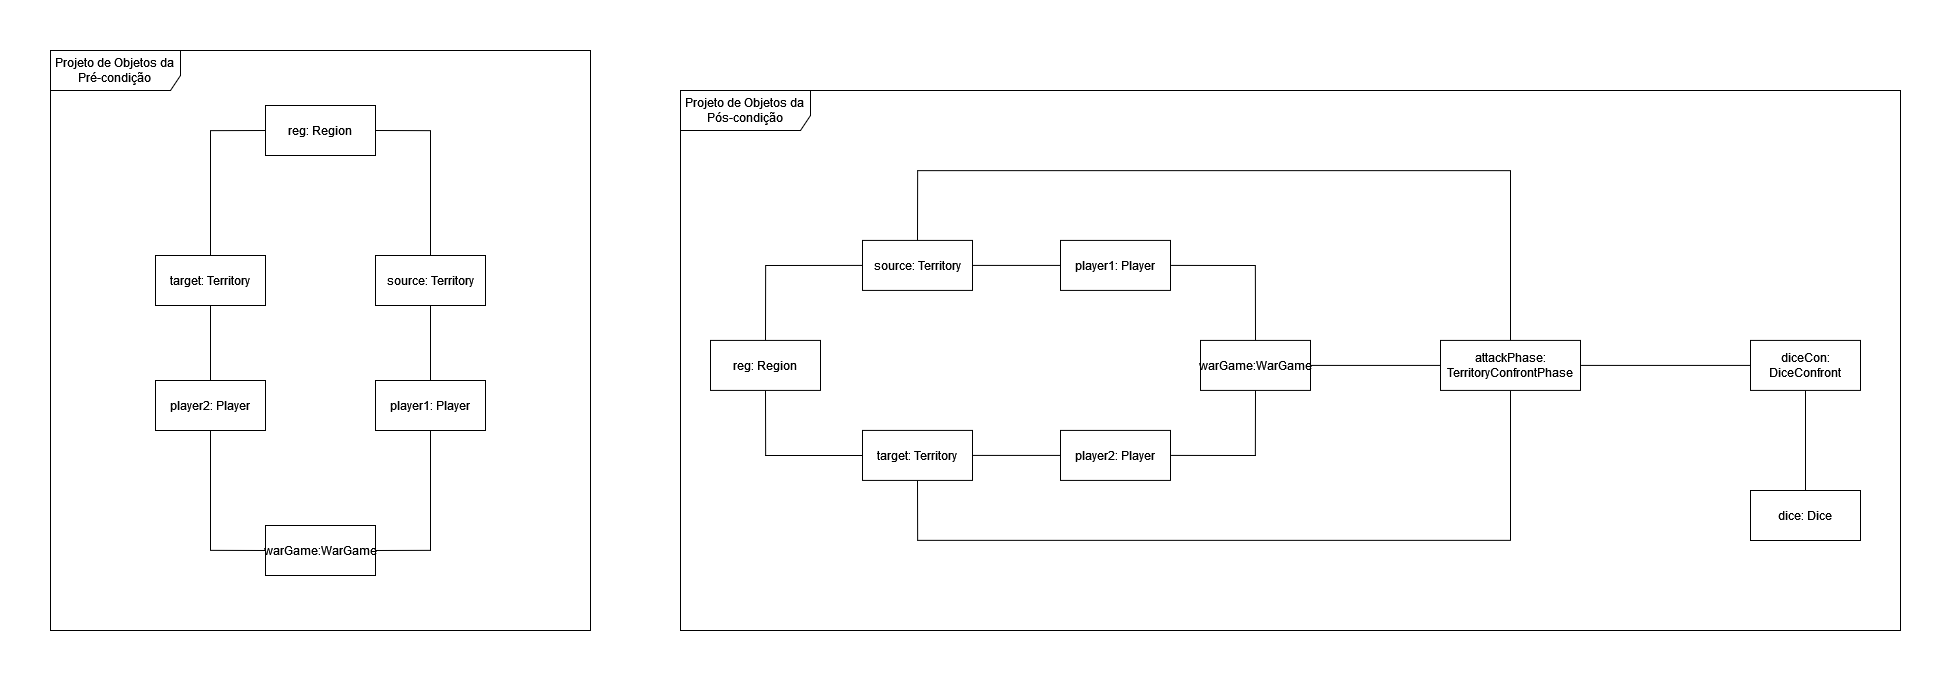 Projeto de Objetos da
Pré-condição
reg: Region
target: Territory
source: Territory
player2: Player
player1: Player
warGame:WarGame
Projeto de Objetos da
Pós-condição
source: Territory
player1: Player
reg: Region
warGame:WarGame
attackPhase:
TerritoryConfrontPhase
diceCon:
DiceConfront
target: Territory
player2: Player
dice: Dice